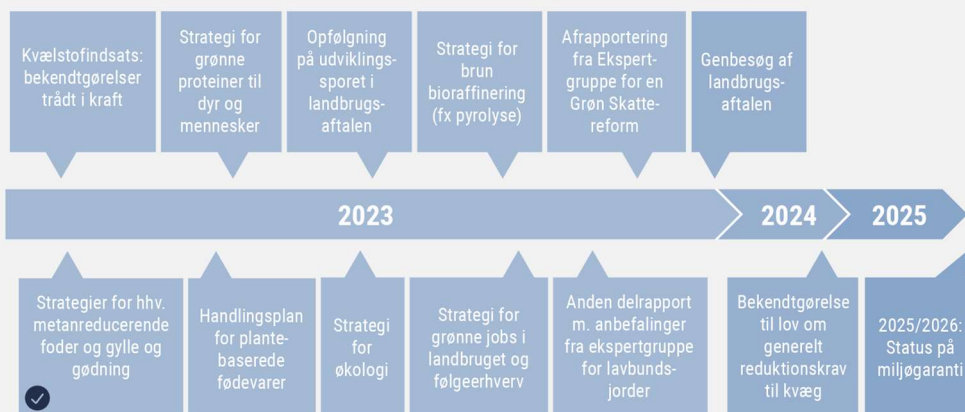 Kvælstofindsats:
bekendtgørelser
trådt i kraft
Strategi for
grønne
proteiner til
dyr og
mennesker
Opfølgning
på udviklings-
sporet i
landbrugs-
aftalen
Strategi for
brun
bioraffinering
(fx pyrolyse)
Afrapportering
fra Ekspert-
gruppe for en
Grøn Skatte-
reform
Genbesøg af
landbrugs-
aftalen
2023
2024
2025
Strategier for hhv.
metanreducerende
foder og gylle og
gødning
Handlingsplan
for plante-
baserede
fødevarer
Strategi
for
økologi
Strategi for
grønne jobs i
landbruget og
følgeerhverv
Anden delrapport
m. anbefalinger
fra ekspertgruppe
for lavbunds-
jorder
Bekendtgørelse
til lov om
generelt
reduktionskrav
til kvæg
2025/2026:
Status på
miljøgaranti